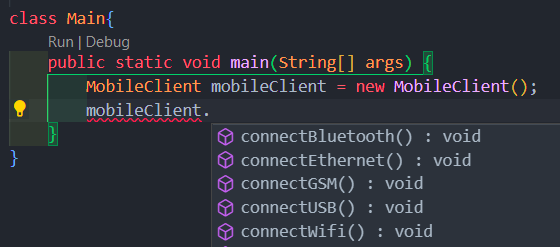 class Main{
Run | Debug
public static void main(String[] args) {
MobileClient mobileClient = new MobileClient();
mobileClient.
connectBluetooth() : void
connectEthernet() : void
connectGSM() : void
connectUSB() : void
connectWifi() : void
}
}